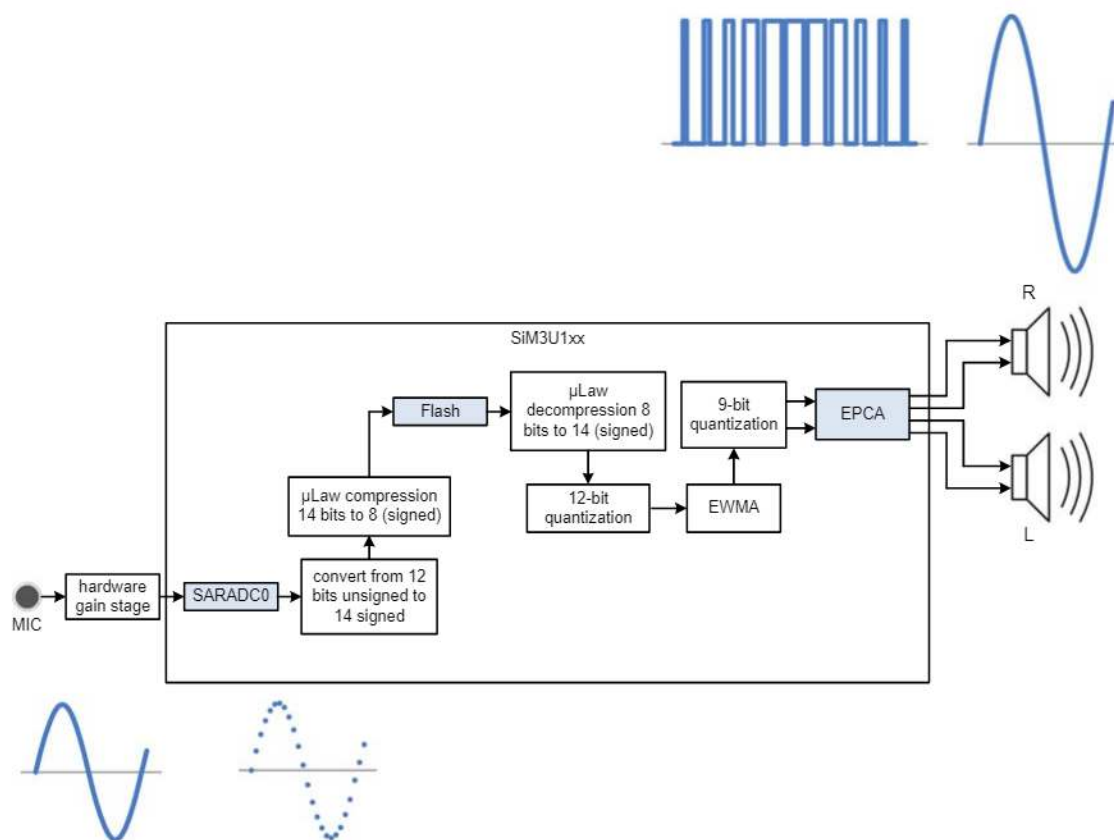 R
SiM3U1xx
Flash
µLaw
decompression 8
bits to 14 (signed)
9-bit
quantization
EPCA
µLaw compression
14 bits to 8 (signed)
12-bit
quantization
EWMA
L
hardware
gain stage
SARADC0
convert from 12
bits unsigned to
14 signed
MIC